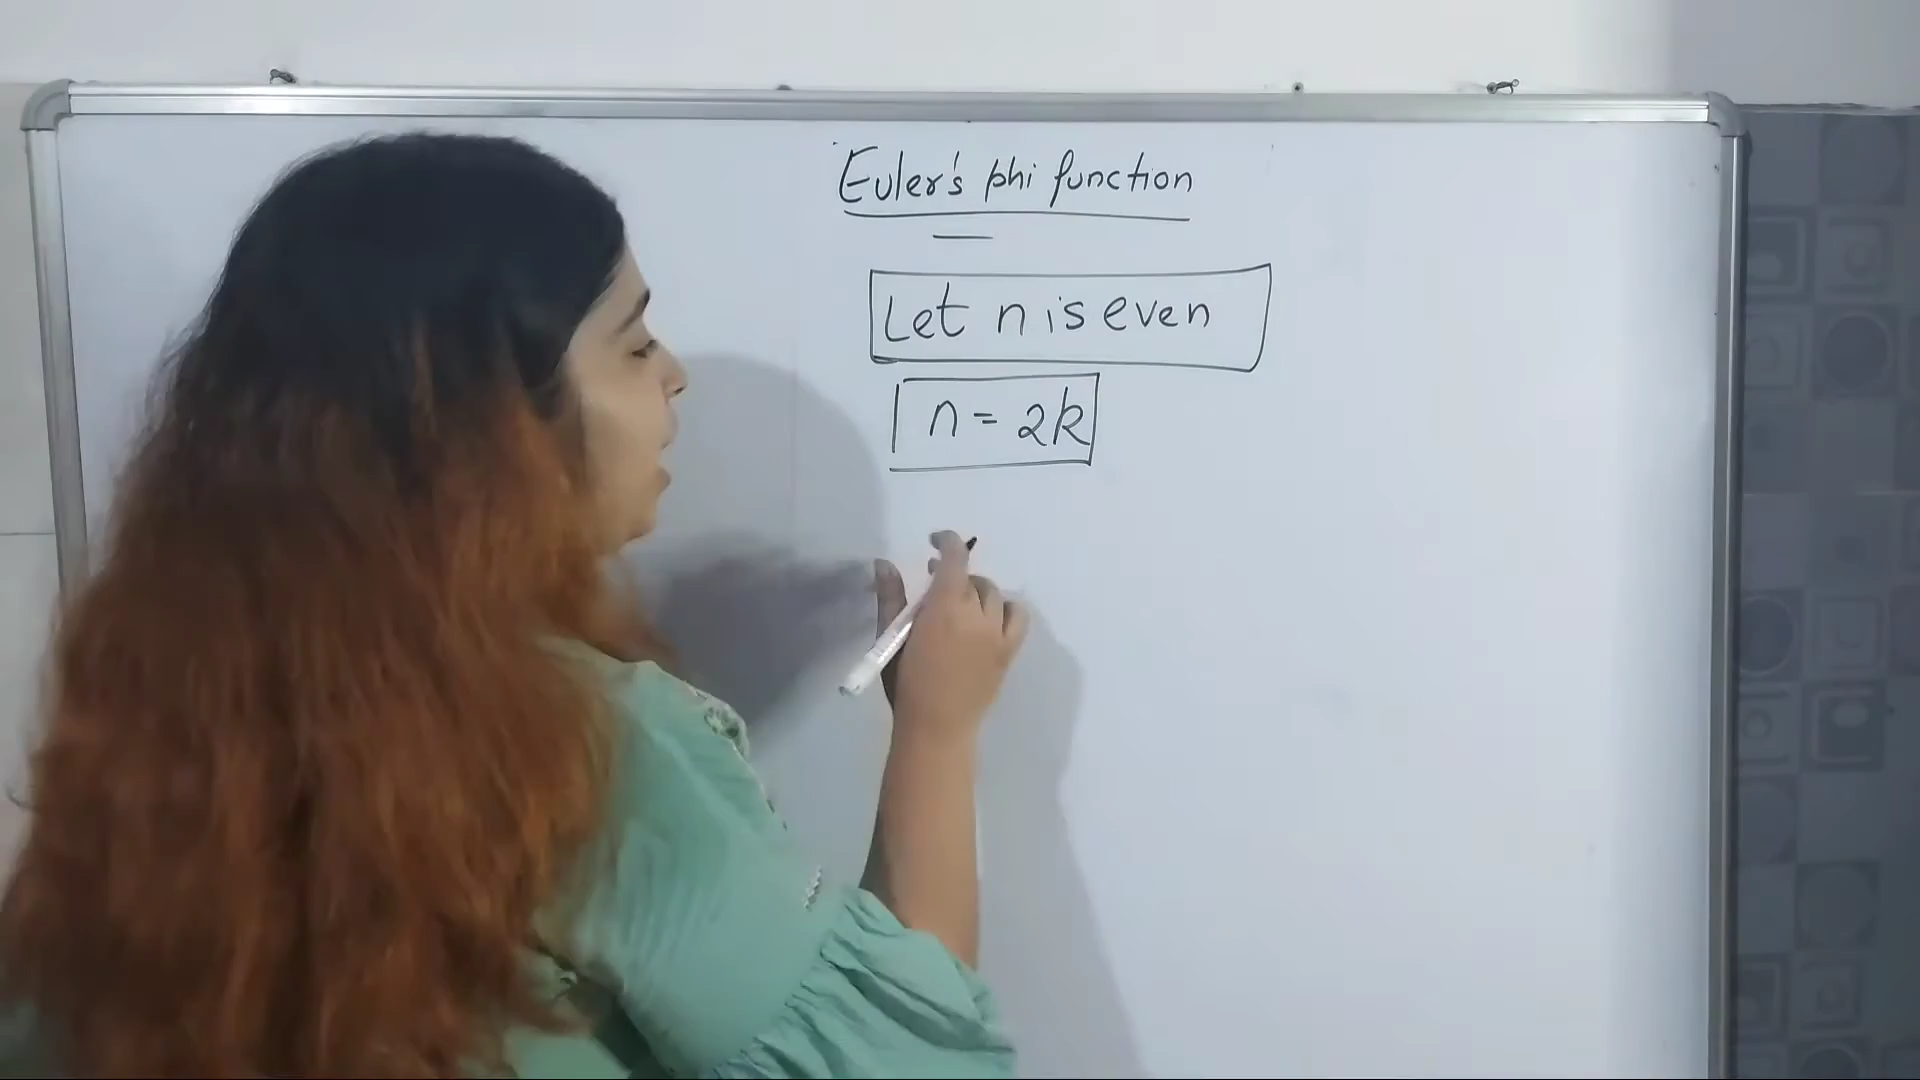 Euler's phi function
Let n is even
n = 2k